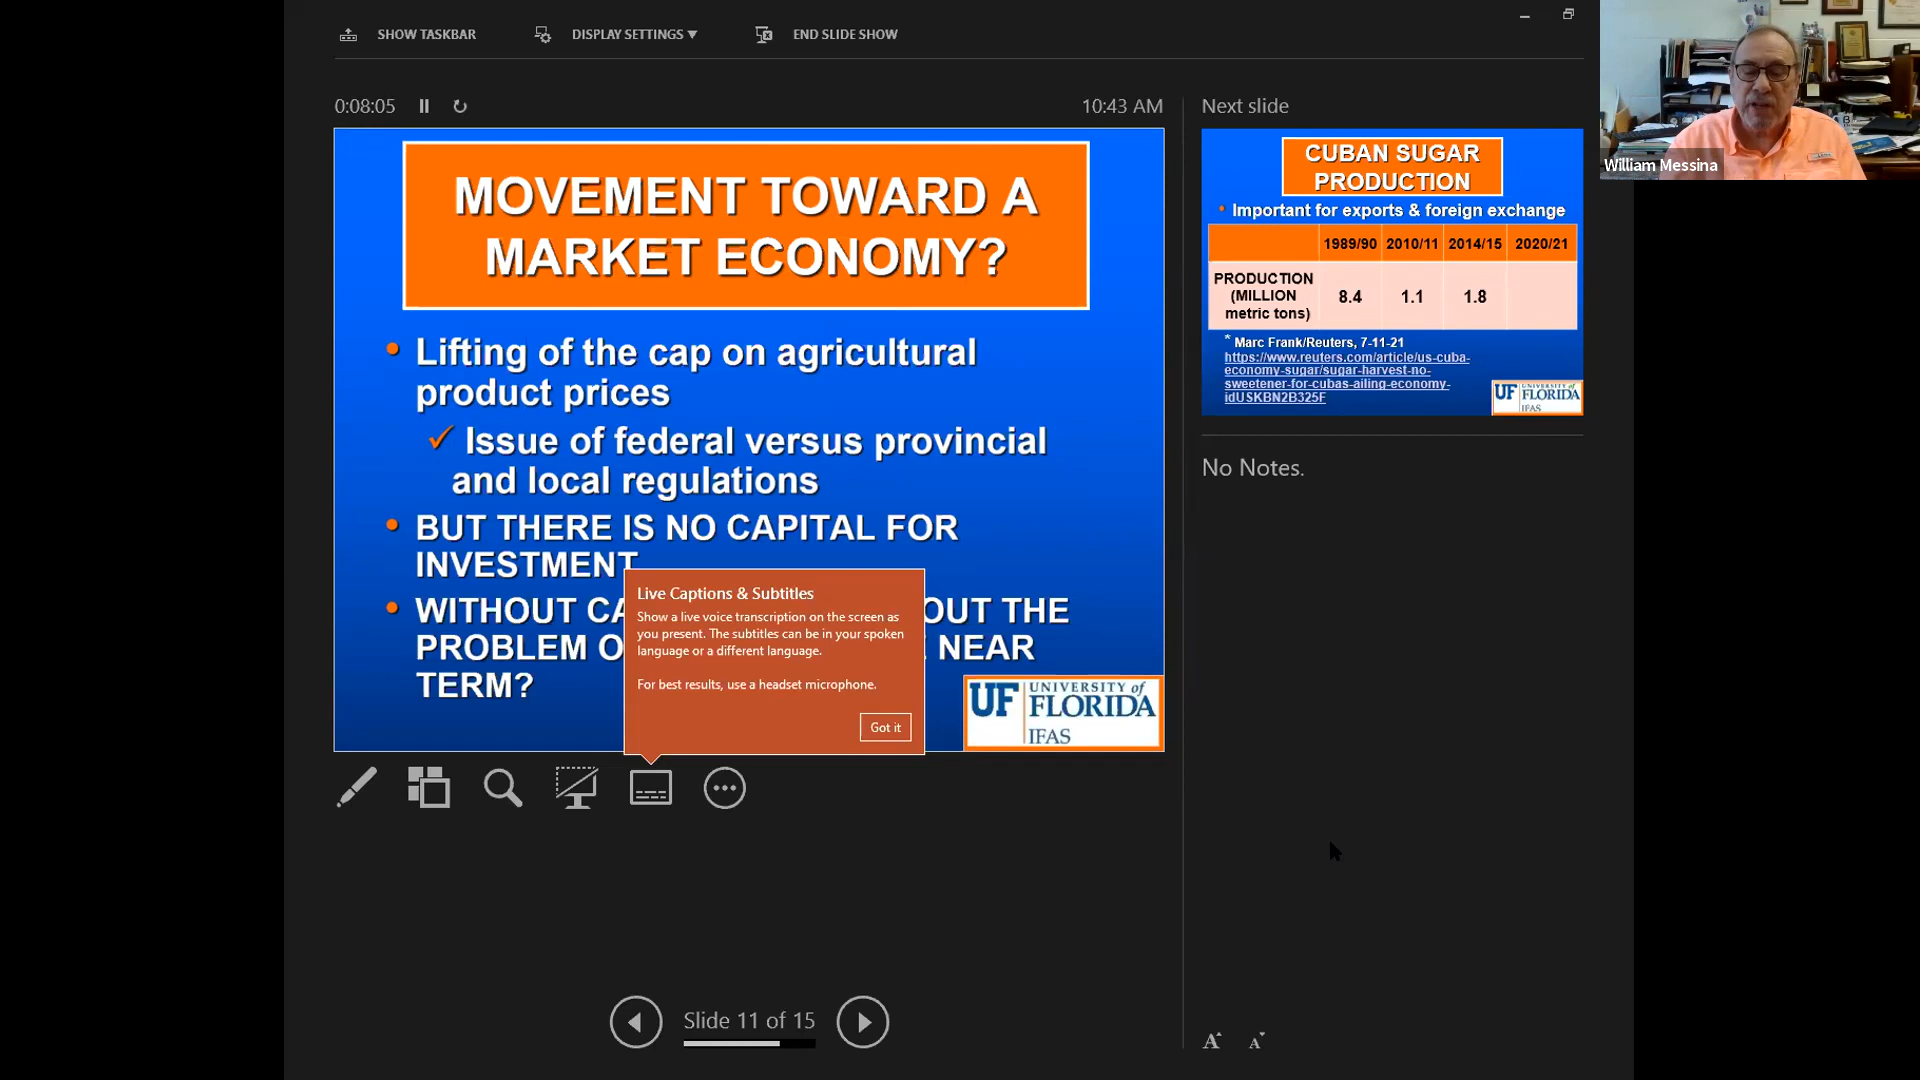 SHOW TASKBAR
DISPLAY SETTINGS ▾
END SLIDE SHOW
0:08:05
10:43 AM
MOVEMENT TOWARD A
MARKET ECONOMY?
• Lifting of the cap on agricultural
product prices
✓ Issue of federal versus provincial
and local regulations
• BUT THERE IS NO CAPITAL FOR
INVESTMENT
• WITHOUT OUT THE
PROBLEM NEAR
TERM?
Live Captions & Subtitles
Show a live voice transcription on the screen as
you present. The subtitles can be in your spoken
language or a different language.
For best results, use a headset microphone.
Got it
UF UNIVERSITY of
FLORIDA
IFAS
Slide 11 of 15
Next slide
CUBAN SUGAR
PRODUCTION
• Important for exports & foreign exchange
1989/90 2010/11 2014/15 2020/21
PRODUCTION
(MILLION
metric tons)
8.4 1.1 1.8
* Marc Frank/Reuters, 7-11-21
https://www.reuters.com/article/us-cuba-
economy-sugar/sugar-harvest-no-
sweetener-for-cubas-ailing-economy-
idUSKBN2B325F
UF UNIVERSITY of
FLORIDA
IFAS
No Notes.
A A
William Messina